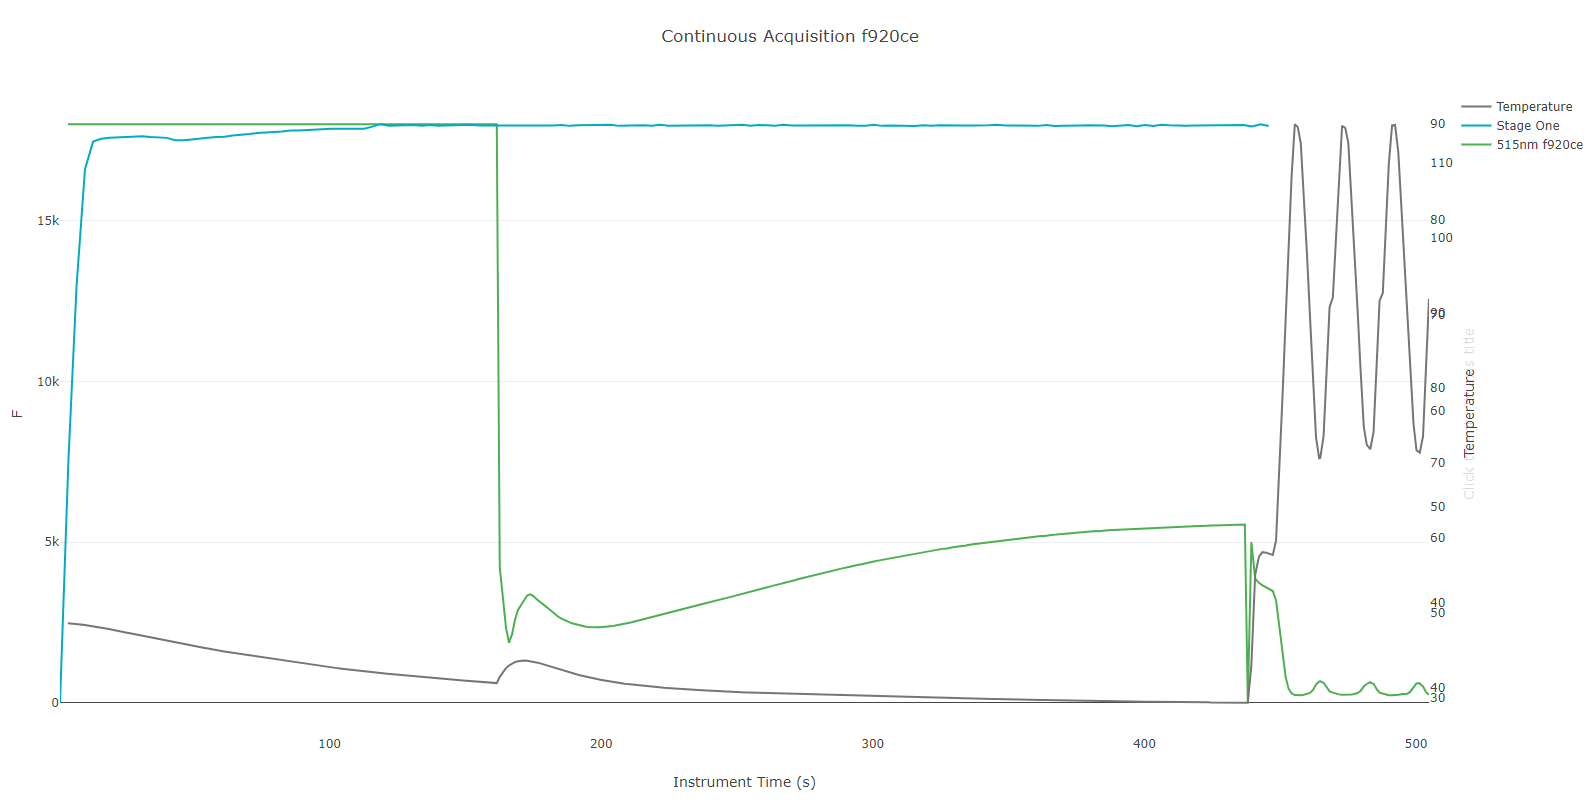 Continuous Acquisition f920ce
Temperature
Stage One
515nm f920ce
15k
10k
5k
0
F
100
200
300
400
500
Instrument Time (s)
90
110
80
100
90
70
80
60
70
50
60
40
50
40
30
Temperature
Click
s title